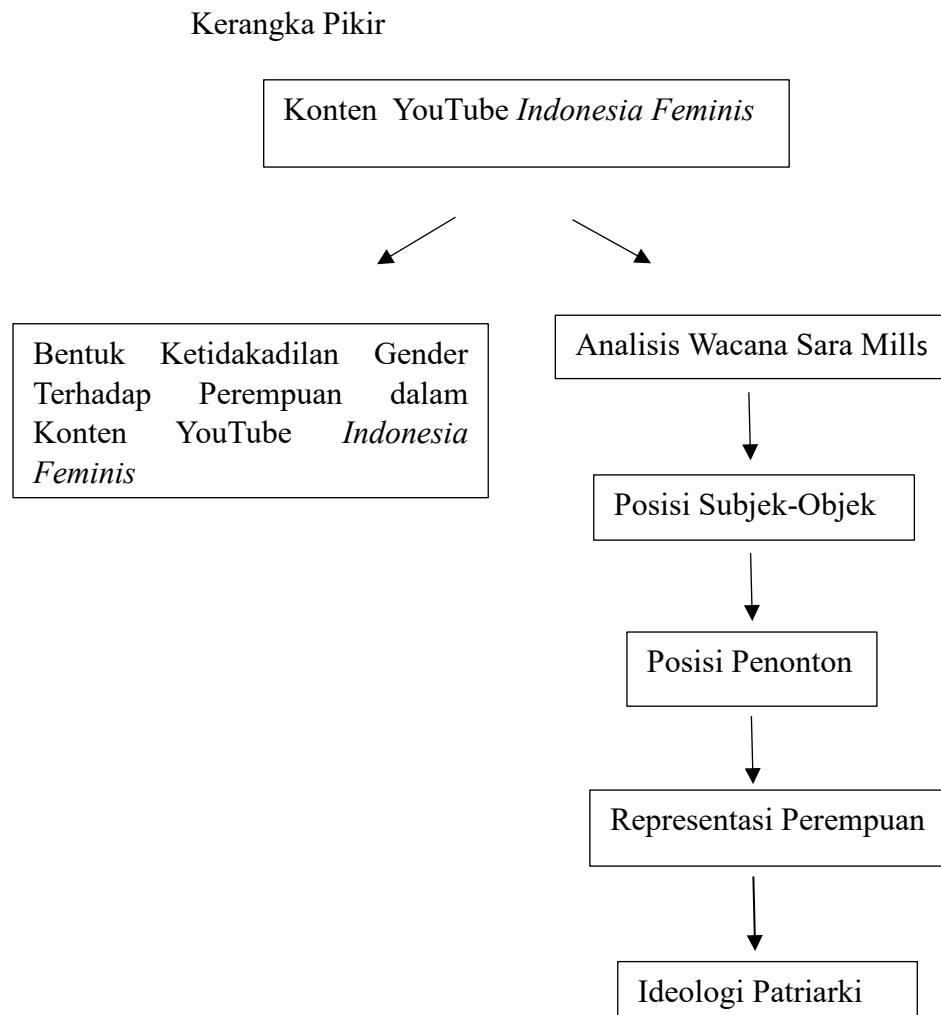 Kerangka Pikir
Konten YouTube Indonesia Feminis
Bentuk Ketidakadilan Gender
Terhadap Perempuan dalam
Konten YouTube Indonesia
Feminis
Analisis Wacana Sara Mills
Posisi Subjek-Objek
Posisi Penonton
Representasi Perempuan
Ideologi Patriarki